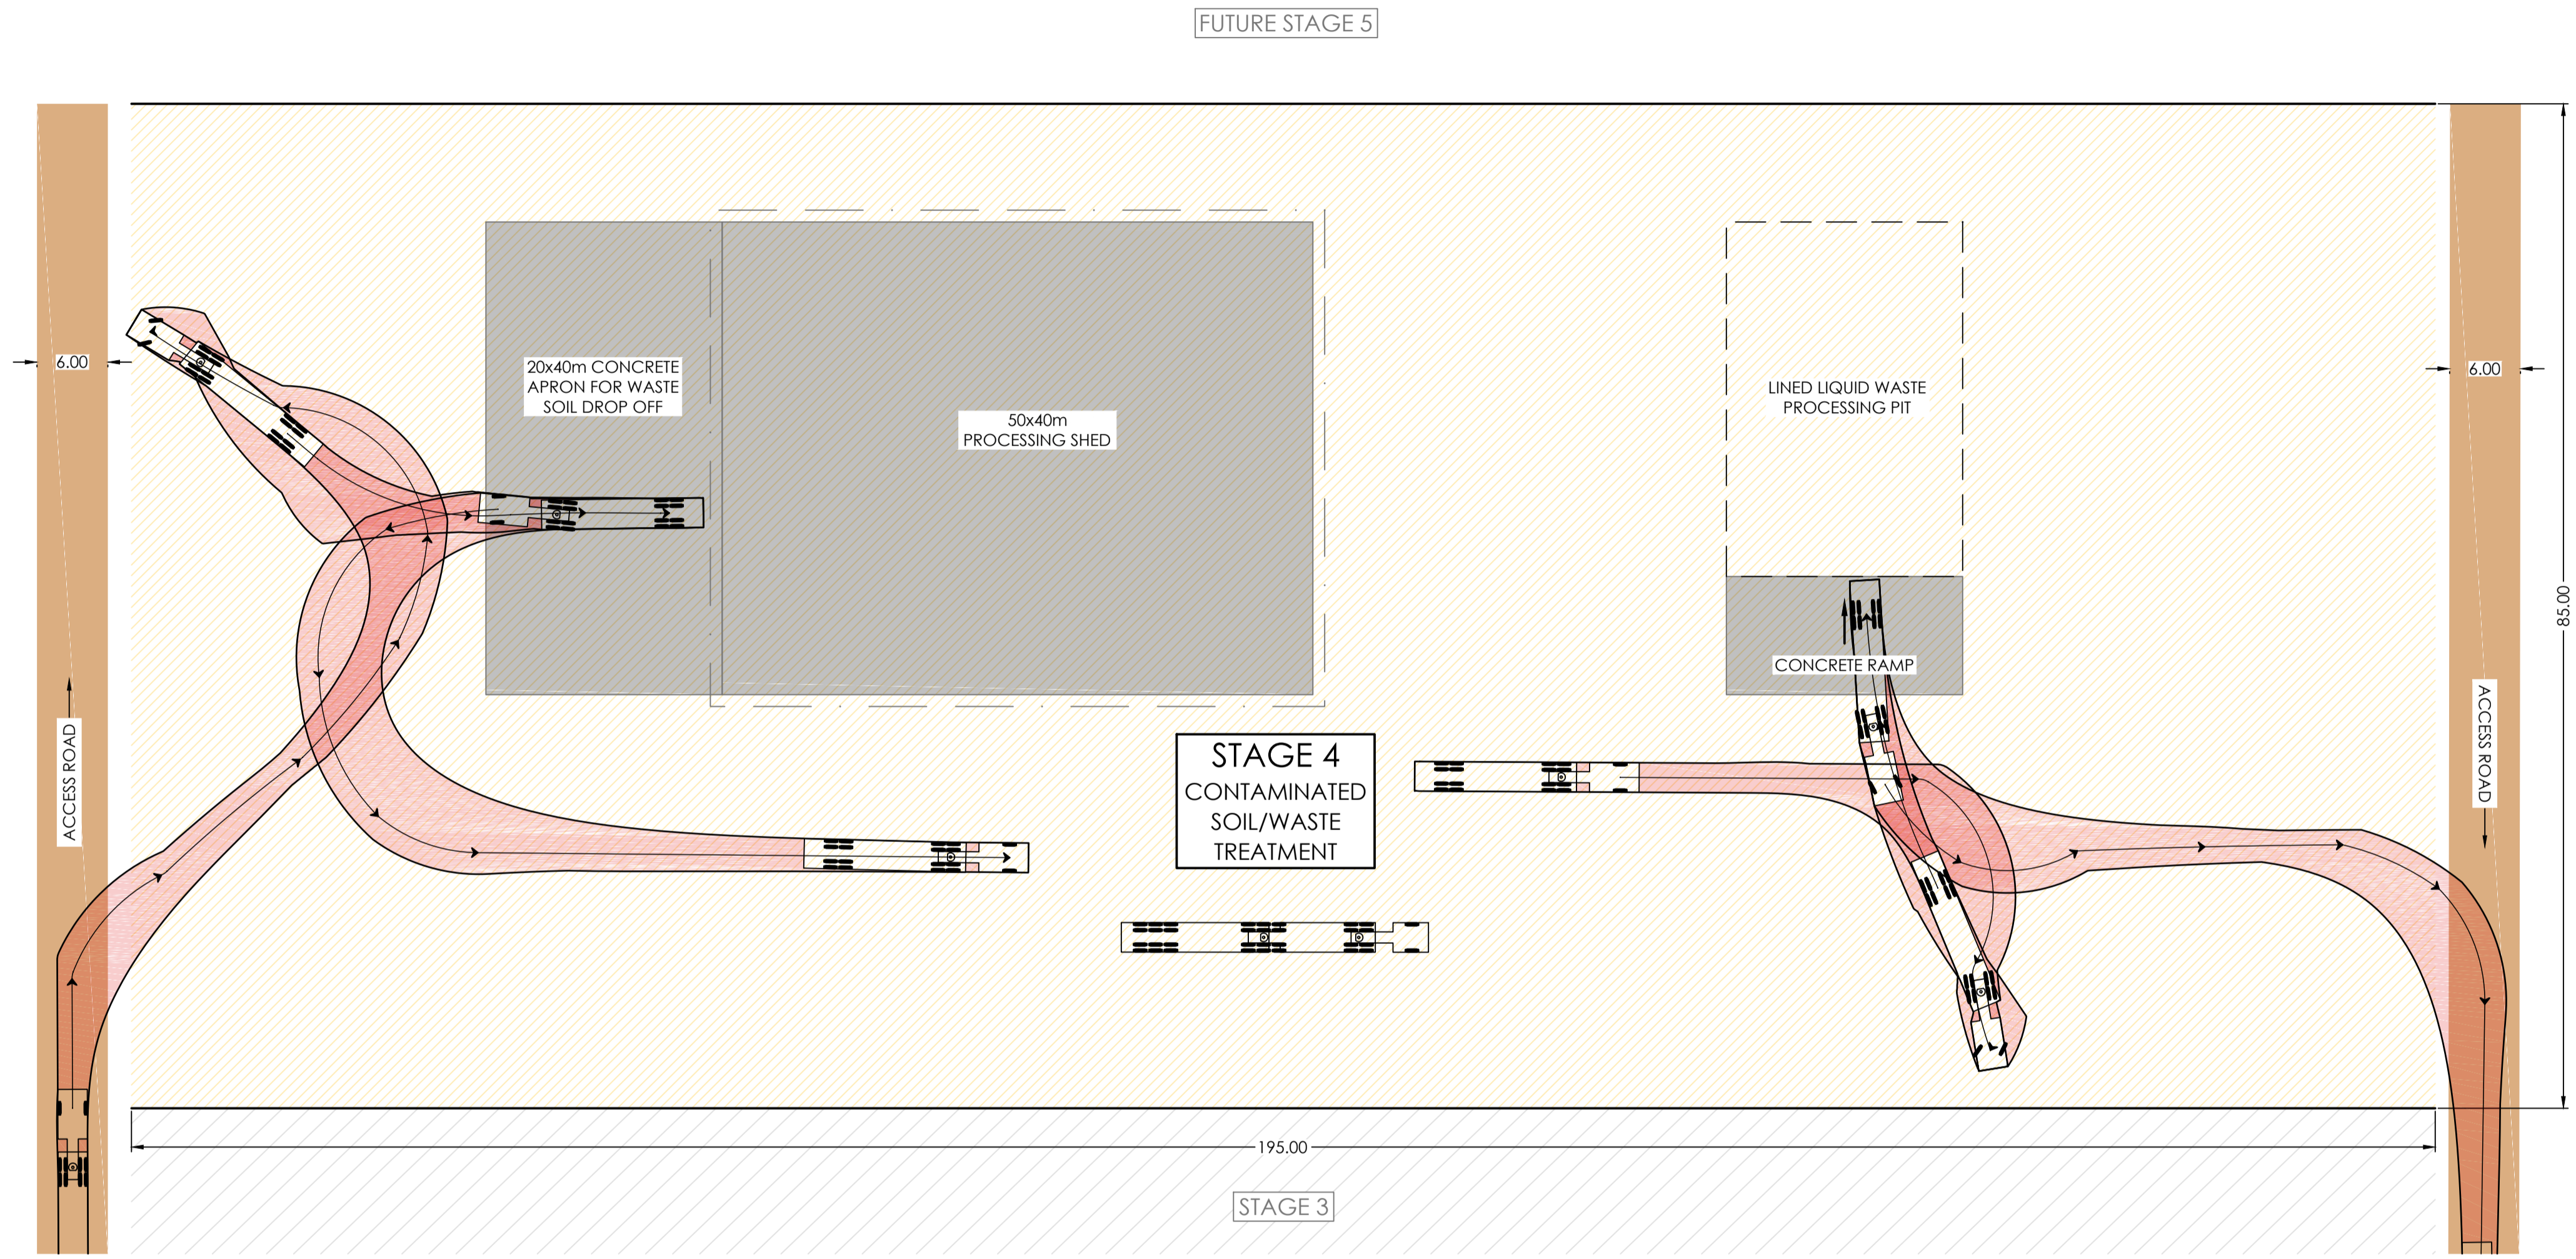 FUTURE STAGE 5
6.00
20x40m CONCRETE
APRON FOR WASTE
SOIL DROP OFF
50x40m
PROCESSING SHED
LINED LIQUID WASTE
PROCESSING PIT
6.00
85.00
CONCRETE RAMP
ACCESS ROAD
STAGE 4
CONTAMINATED
SOIL/WASTE
TREATMENT
ACCESS ROAD
195.00
STAGE 3